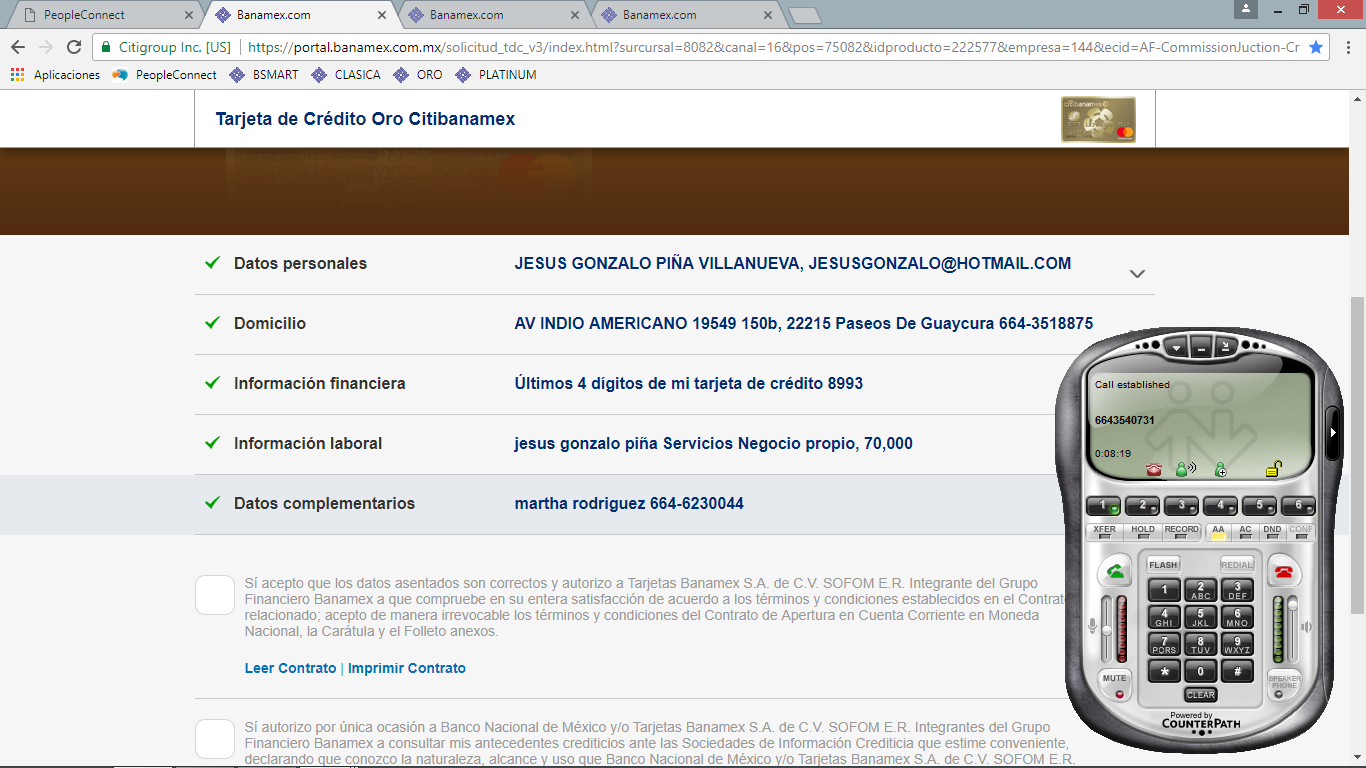 PeopleConnect
Banamex.com
Banamex.com
Banamex.com
Citigroup Inc. [US]
https://portal.banamex.com.mx/solicitud_tdc_v3/index.html?surcursal=8082&canal=16&pos=75082&idproducto=222577&empresa=144&ecid=AF-CommissionJuction-Cr
Aplicaciones
PeopleConnect
BSMART
CLASICA
ORO
PLATINUM
Tarjeta de Crédito Oro Citibanamex
Datos personales
JESUS GONZALO PIÑA VILLANUEVA, JESUSGONZALO@HOTMAIL.COM
Domicilio
AV INDIO AMERICANO 19549 150b, 22215 Paseos De Guaycura 664-3518875
Información financiera
Últimos 4 dígitos de mi tarjeta de crédito 8993
Información laboral
jesus gonzalo piña Servicios Negocio propio, 70,000
Datos complementarios
martha rodriguez 664-6230044
Sí acepto que los datos asentados son correctos y autorizo a Tarjetas Banamex S.A. de C.V. SOFOM E.R. Integrante del Grupo
Financiero Banamex a que compruebe en su entera satisfacción de acuerdo a los términos y condiciones establecidos en el
relacionado; acepto de manera irrevocable los términos y condiciones del Contrato de Apertura en Cuenta Corriente en Moneda
Nacional, la Carátula y el Folleto anexos.
Leer Contrato | Imprimir Contrato
Sí autorizo por única ocasión a Banco Nacional de México y/o Tarjetas Banamex S.A. de C.V. SOFOM E.R. Integrantes del Grupo
Financiero Banamex a consultar mis antecedentes crediticios ante las Sociedades de Información Crediticia que estime conveniente,
declarando que conozco la naturaleza, alcance y uso que Banco Nacional de México y/o Tarjetas Banamex S.A. de C.V. SOFOM E.R.
Call established
6643540731
0:08:19
1 2 3 4 5 6
XFER HOLD RECORD AA AC DND CONF
FLASH REDIAL
1 2 ABC 3 DEF
4 GHI 5 JKL 6 MNO
7 PQRS 8 TUV 9 WXYZ
* 0 #
MUTE
SPEAKER PHONE
CLEAR
Powered by
COUNTERPATH